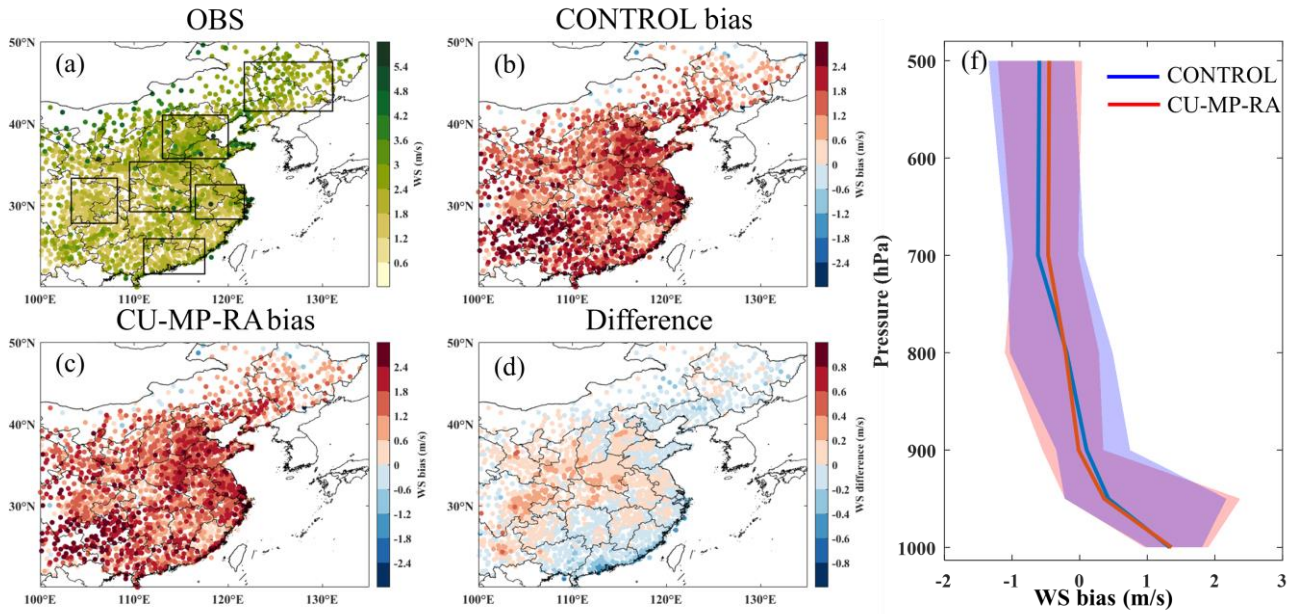 OBS
(a)
50°N
40°N
30°N
100°E
110°E
120°E
130°E
5.4
4.8
4.2
3.6
3
2.4
1.8
1.2
0.6
WS (m/s)
CONTROL bias
(b)
50°N
40°N
30°N
100°E
110°E
120°E
130°E
2.4
1.8
1.2
0.6
0
-0.6
-1.2
-1.8
-2.4
WS bias (m/s)
CU-MP-RA bias
(c)
50°N
40°N
30°N
100°E
110°E
120°E
130°E
2.4
1.8
1.2
0.6
0
-0.6
-1.2
-1.8
-2.4
WS bias (m/s)
Difference
(d)
50°N
40°N
30°N
100°E
110°E
120°E
130°E
0.8
0.6
0.4
0.2
0
-0.2
-0.4
-0.6
-0.8
WS difference (m/s)
(f)
CONTROL
CU-MP-RA
500
600
700
800
900
1000
Pressure (hPa)
-2
-1
0
1
2
3
WS bias (m/s)